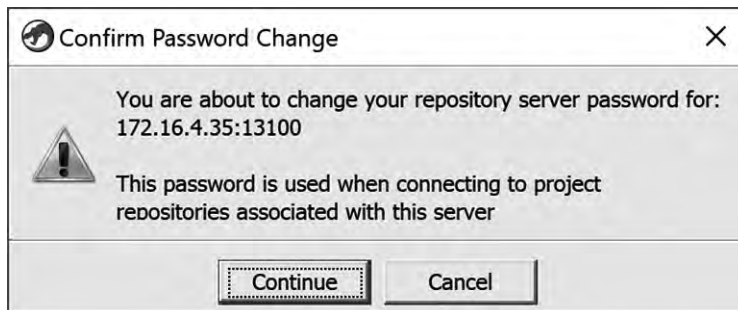 Confirm Password Change
You are about to change your repository server password for:
172.16.4.35:13100
This password is used when connecting to project
repositories associated with this server
Continue
Cancel